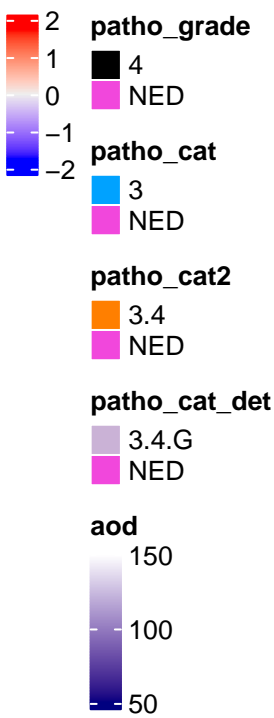 2
1
0
−1
−2
patho_grade
4
NED
patho_cat
3
NED
patho_cat2
3.4
NED
patho_cat_det
3.4.G
NED
aod
150
100
50